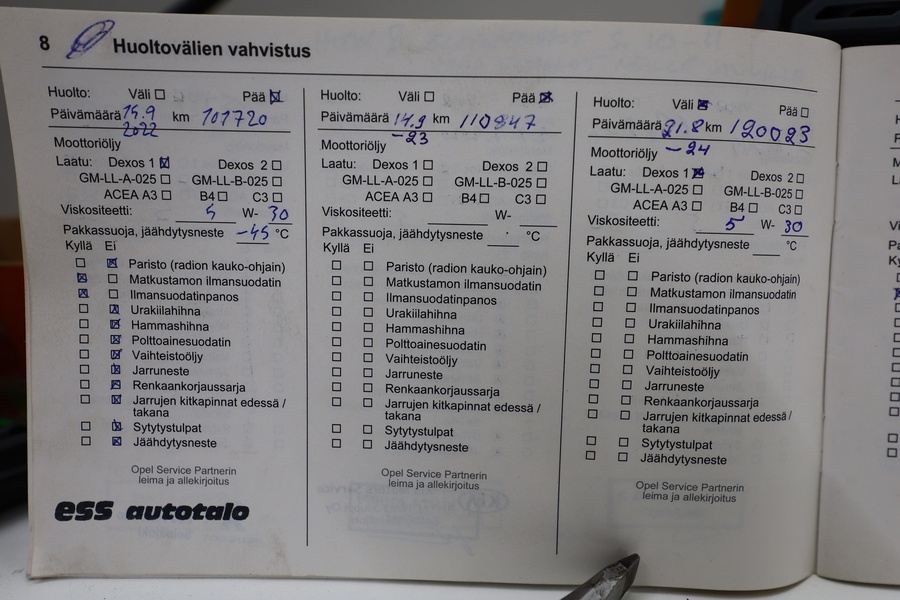 8 Huoltovälien vahvistus
Huolto: Väli ☐ Pää ☒
Päivämäärä 15.9 km 101720
2022
Moottoriöljy
Laatu: Dexos 1 ☒ Dexos 2 ☐
GM-LL-A-025 ☐ GM-LL-B-025 ☐
ACEA A3 ☐ B4 ☐ C3 ☐
Viskositeetti: 5 W- 30
Pakkassuoja, jäähdytysneste -45 °C
Kyllä Ei
☐ ☒ Paristo (radion kauko-ohjain)
☒ ☐ Matkustamon ilmansuodatin
☒ ☐ Ilmansuodatinpanos
☐ ☒ Urakiilahihna
☐ ☒ Hammashihna
☐ ☒ Polttoainesuodatin
☐ ☒ Vaihteistoöljy
☐ ☒ Jarruneste
☐ ☒ Renkaankorjaussarja
☐ ☒ Jarrujen kitkapinnat edessä /
takana
☐ ☒ Sytytystulpat
☐ ☒ Jäähdytysneste
Opel Service Partnerin
leima ja allekirjoitus
ess autotalo
Huolto: Väli ☐ Pää ☒
Päivämäärä 14.9 km 110847
-23
Moottoriöljy
Laatu: Dexos 1 ☐ Dexos 2 ☐
GM-LL-A-025 ☐ GM-LL-B-025 ☐
ACEA A3 ☐ B4 ☐ C3 ☐
Viskositeetti: W-
Pakkassuoja, jäähdytysneste °C
Kyllä Ei
☐ ☐ Paristo (radion kauko-ohjain)
☐ ☐ Matkustamon ilmansuodatin
☐ ☐ Ilmansuodatinpanos
☐ ☐ Urakiilahihna
☐ ☐ Hammashihna
☐ ☐ Polttoainesuodatin
☐ ☐ Vaihteistoöljy
☐ ☐ Jarruneste
☐ ☐ Renkaankorjaussarja
☐ ☐ Jarrujen kitkapinnat edessä /
takana
☐ ☐ Sytytystulpat
☐ ☐ Jäähdytysneste
Opel Service Partnerin
leima ja allekirjoitus
Huolto: Väli ☒ Pää ☐
Päivämäärä 21.8 km 120023
-24
Moottoriöljy
Laatu: Dexos 1 ☒ Dexos 2 ☐
GM-LL-A-025 ☐ GM-LL-B-025 ☐
ACEA A3 ☐ B4 ☐ C3 ☐
Viskositeetti: 5 W- 30
Pakkassuoja, jäähdytysneste °C
Kyllä Ei
☐ ☐ Paristo (radion kauko-ohjain)
☐ ☐ Matkustamon ilmansuodatin
☐ ☐ Ilmansuodatinpanos
☐ ☐ Urakiilahihna
☐ ☐ Hammashihna
☐ ☐ Polttoainesuodatin
☐ ☐ Vaihteistoöljy
☐ ☐ Jarruneste
☐ ☐ Renkaankorjaussarja
☐ ☐ Jarrujen kitkapinnat edessä /
takana
☐ ☐ Sytytystulpat
☐ ☐ Jäähdytysneste
Opel Service Partnerin
leima ja allekirjoitus